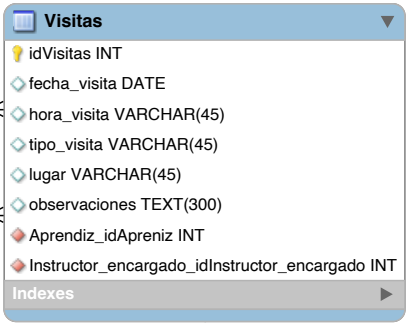 Visitas
idVisitas INT
fecha_visita DATE
hora_visita VARCHAR(45)
tipo_visita VARCHAR(45)
lugar VARCHAR(45)
observaciones TEXT(300)
Aprendiz_idApreniz INT
Instructor_encargado_idInstructor_encargado INT
Indexes